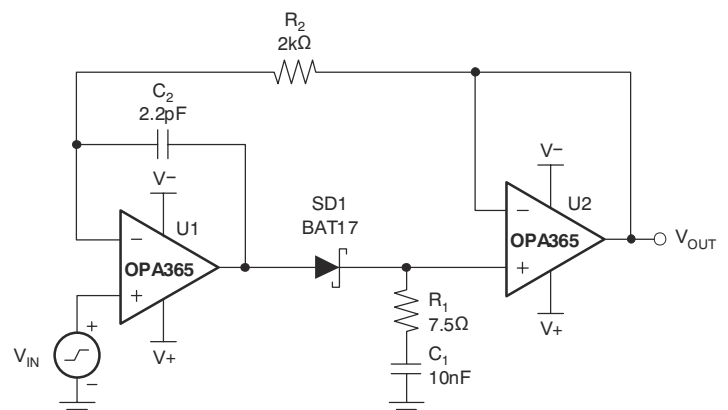 R2
2kΩ
C2
2.2pF
V−
U1
−
OPA365
+
V+
VIN
+
−
SD1
BAT17
R1
7.5Ω
C1
10nF
V−
U2
−
OPA365
+
V+
VOUT